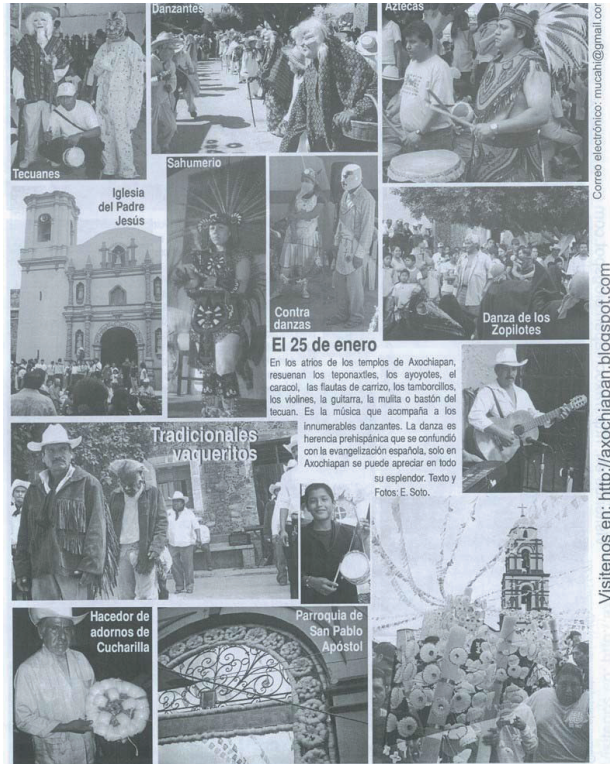 Danzantes
Aztecas
Tecuanes
Sahumerio
Iglesia
del Padre
Jesús
Contra
danzas
Danza de los
Zopilotes
El 25 de enero
En los atrios de los templos de Axochiapan,
resuenan los teponaxtles, los ayoyotes, el
caracol, las flautas de carrizo, los tamborcillos,
los violines, la guitarra, la mulita o bastón del
tecuan. Es la música que acompaña a los
innumerables danzantes. La danza es
herencia prehispánica que se confundió
con la evangelización española, solo en
Axochiapan se puede apreciar en todo
su esplendor. Texto y
Fotos: E. Soto.
Tradicionales
vaqueritos
Hacedor de
adornos de
Cucharilla
Parroquia de
San Pablo
Apóstol
Visítenos en: http://axochiapan.blogspot.com
Correo electrónico: mucahi@gmail.com